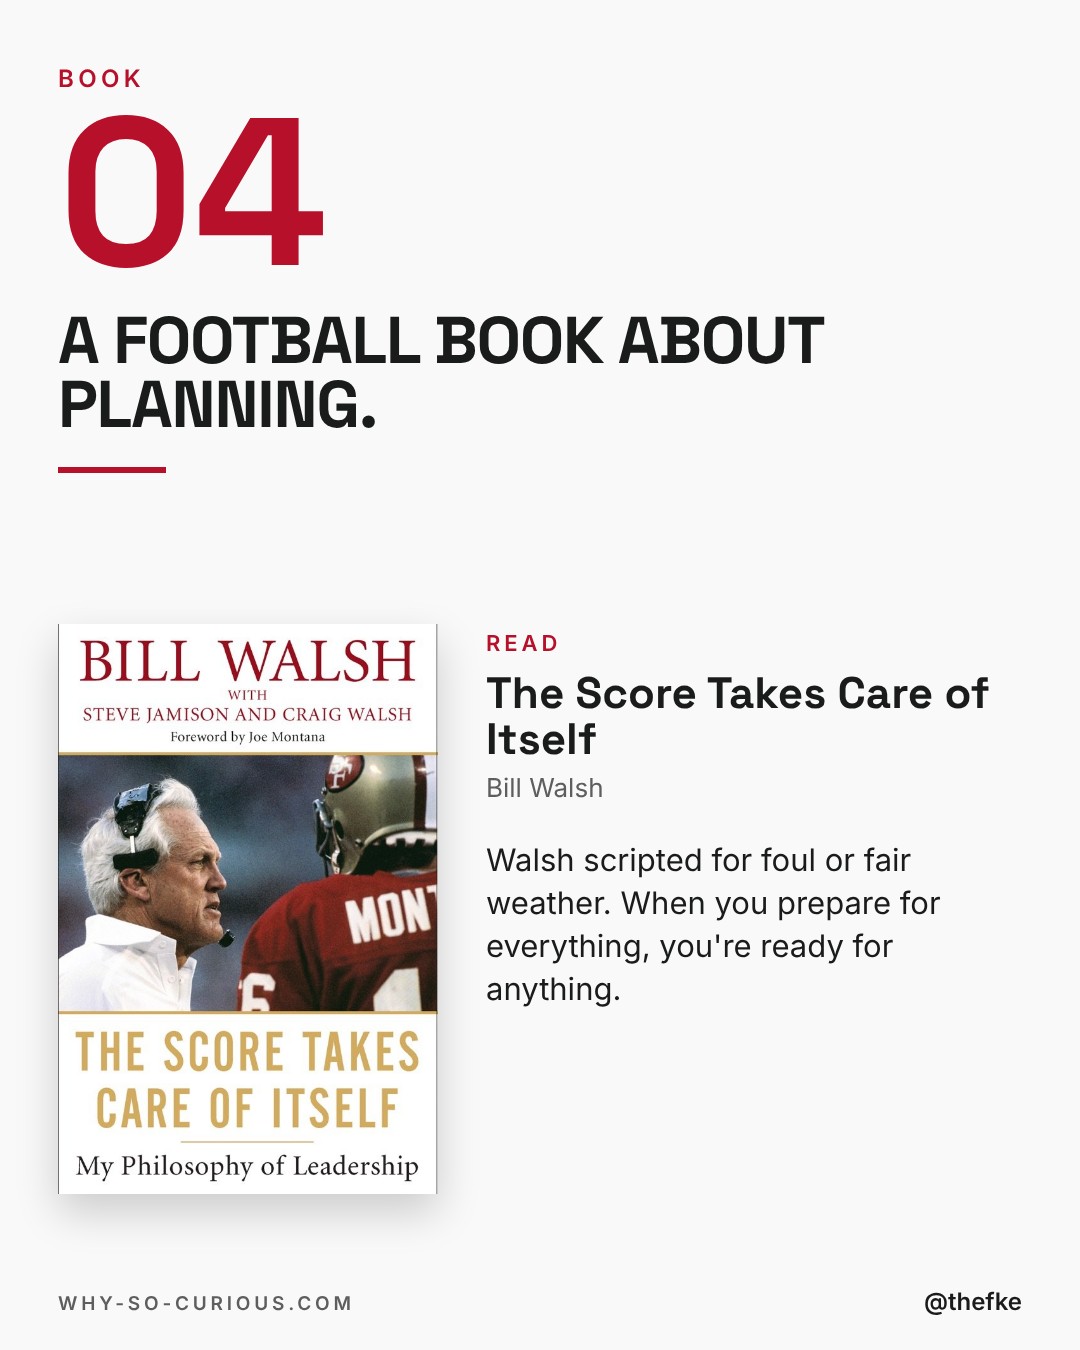 BOOK
04
A FOOTBALL BOOK ABOUT
PLANNING.
BILL WALSH
WITH
STEVE JAMISON AND CRAIG WALSH
Foreword by Joe Montana
MONT
6
THE SCORE TAKES
CARE OF ITSELF
My Philosophy of Leadership
READ
The Score Takes Care of
Itself
Bill Walsh
Walsh scripted for foul or fair
weather. When you prepare for
everything, you're ready for
anything.
WHY-SO-CURIOUS.COM
@thefke